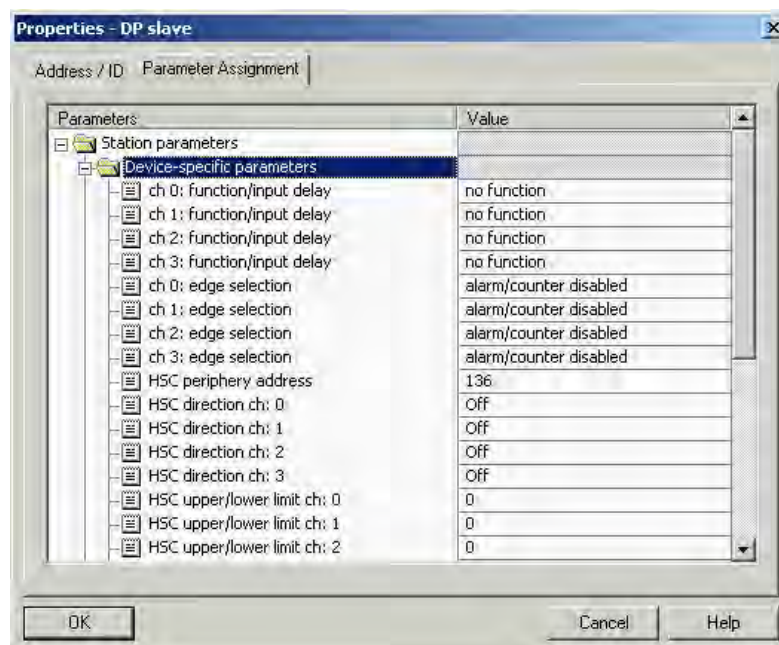 Properties - DP slave
Address / ID Parameter Assignment
Parameters Value
Station parameters
Device-specific parameters
ch 0: function/input delay no function
ch 1: function/input delay no function
ch 2: function/input delay no function
ch 3: function/input delay no function
ch 0: edge selection alarm/counter disabled
ch 1: edge selection alarm/counter disabled
ch 2: edge selection alarm/counter disabled
ch 3: edge selection alarm/counter disabled
HSC periphery address 136
HSC direction ch: 0 Off
HSC direction ch: 1 Off
HSC direction ch: 2 Off
HSC direction ch: 3 Off
HSC upper/lower limit ch: 0 0
HSC upper/lower limit ch: 1 0
HSC upper/lower limit ch: 2 0
OK Cancel Help